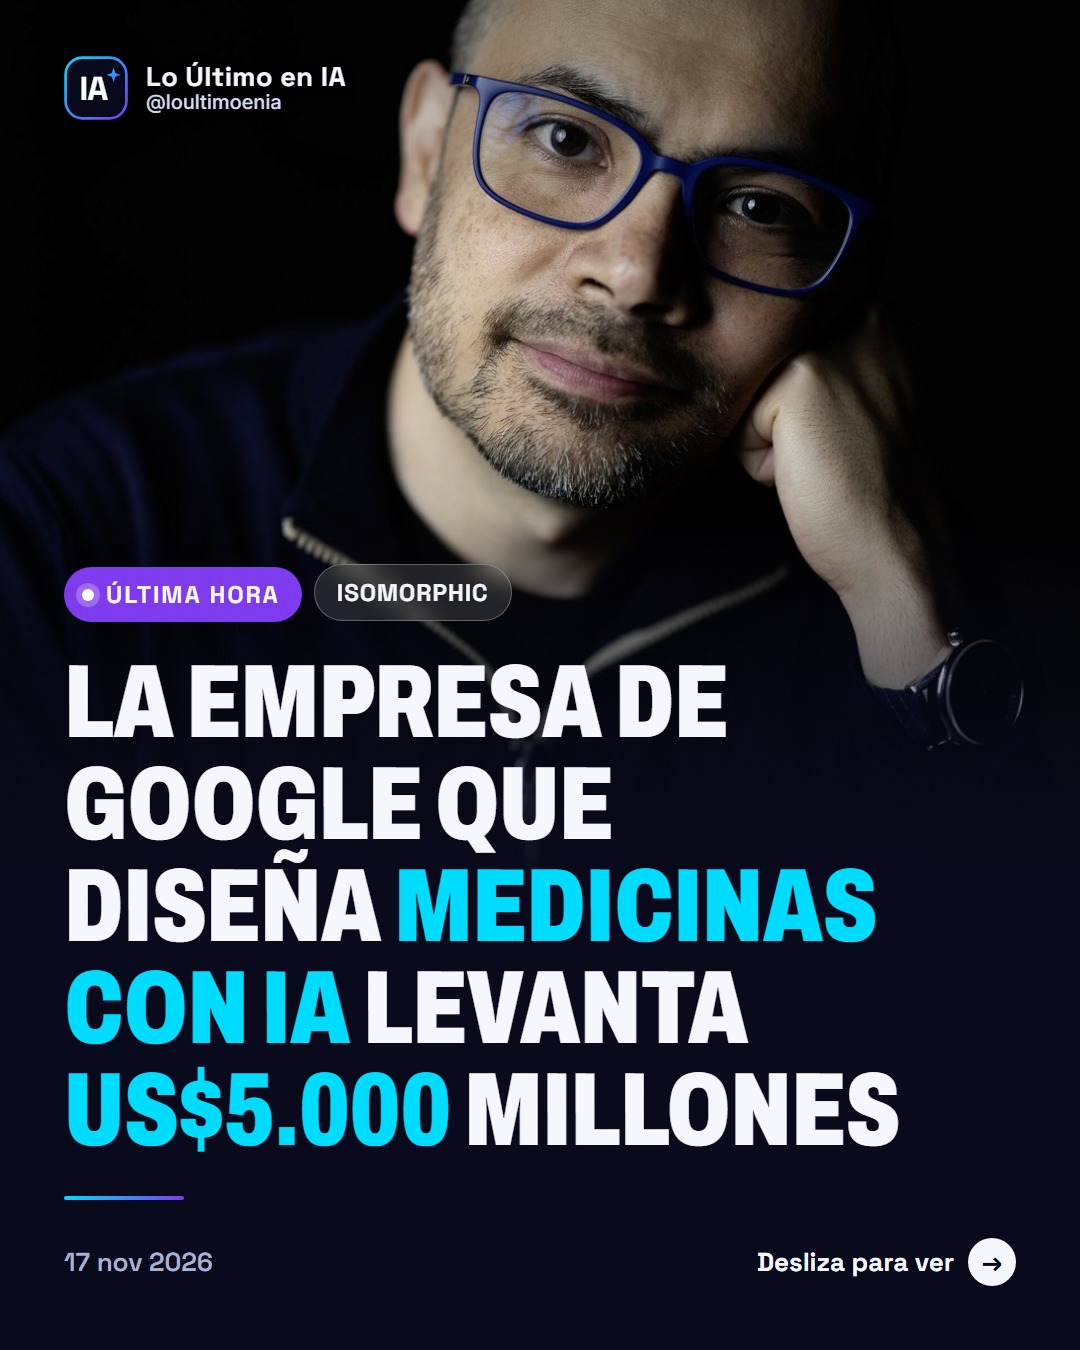 IA
Lo Último en IA
@loultimoenia
ÚLTIMA HORA
ISOMORPHIC
LA EMPRESA DE
GOOGLE QUE
DISEÑA MEDICINAS
CON IA LEVANTA
US$5.000 MILLONES
17 nov 2026
Desliza para ver →